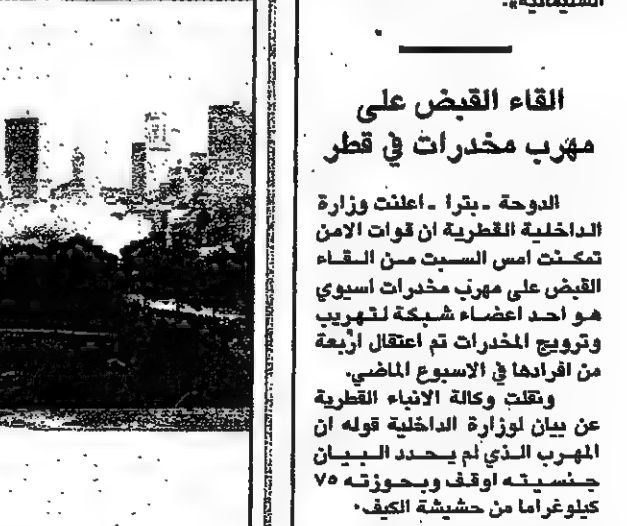 السليمانية».
القاء القبض على
مهرب مخدرات في قطر
الدوحة ـ بترا ـ اعلنت وزارة
الداخلية القطرية ان قوات الامن
تمكنت امس السبت من القاء
القبض على مهرب مخدرات اسيوي
هو احد اعضاء شبكة لتهريب
وترويج المخدرات تم اعتقال اربعة
من افرادها في الاسبوع الماضي.
ونقلت وكالة الانباء القطرية
عن بيان لوزارة الداخلية قوله ان
المهرب الذي لم يحدد البيان
جنسيته اوقف وبحوزته ٧٥
كيلوغراما من حشيشة الكيف.